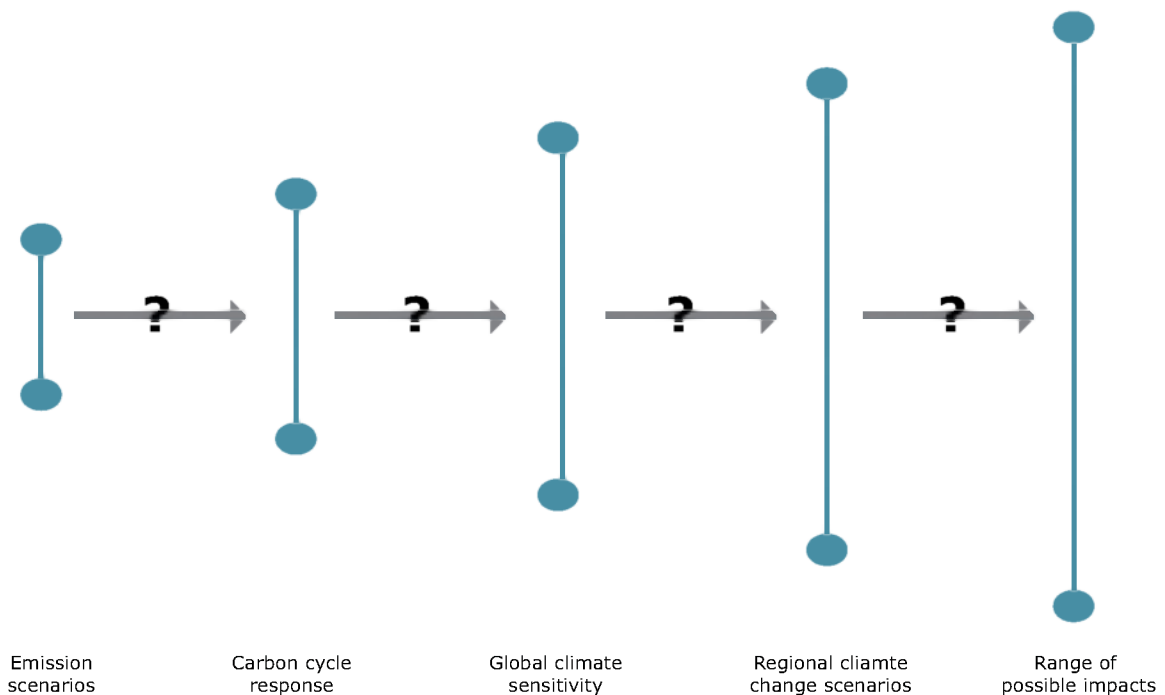 ? ? ? ?
Emission scenarios
Carbon cycle response
Global climate sensitivity
Regional cliamte change scenarios
Range of possible impacts